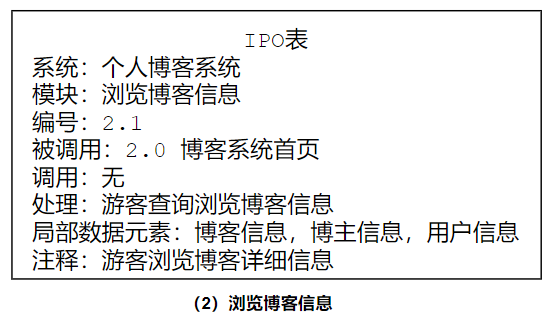 IPO表
系统：个人博客系统
模块：浏览博客信息
编号：2.1
被调用：2.0 博客系统首页
调用：无
处理：游客查询浏览博客信息
局部数据元素：博客信息，博主信息，用户信息
注释：游客浏览博客详细信息
（2）浏览博客信息